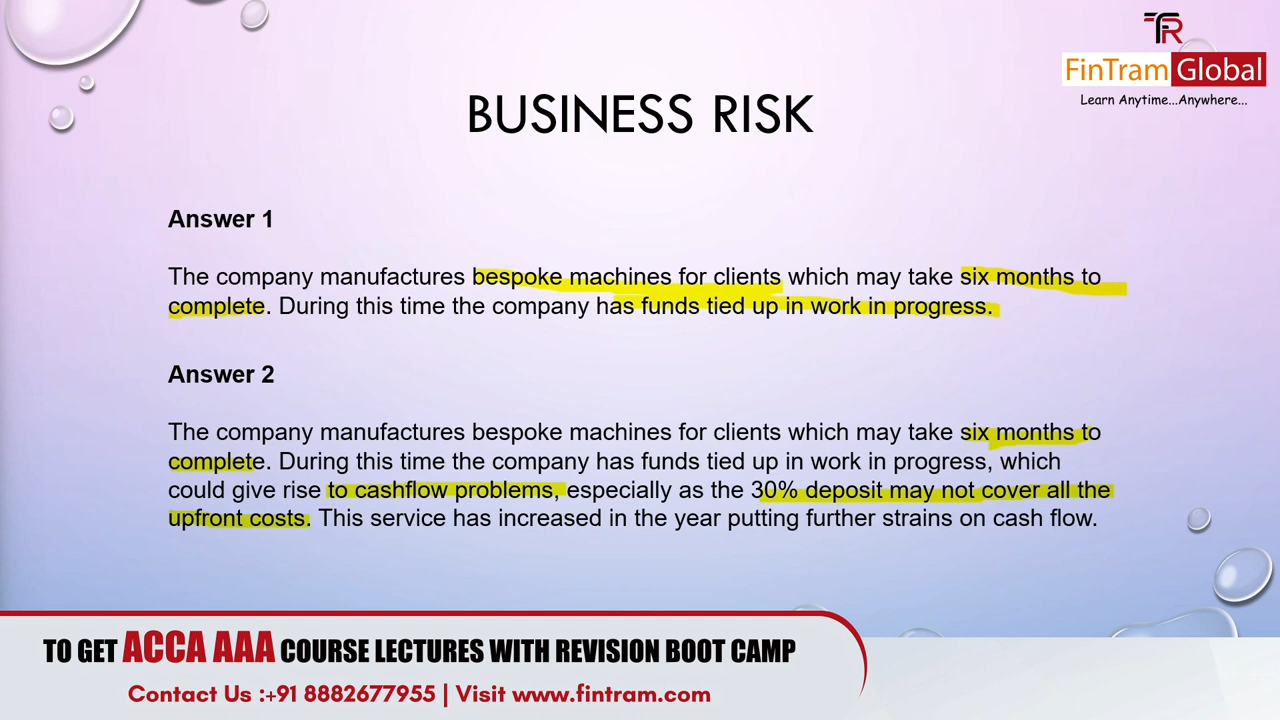 TR
FinTram Global
Learn Anytime...Anywhere...
BUSINESS RISK
Answer 1
The company manufactures bespoke machines for clients which may take six months to
complete. During this time the company has funds tied up in work in progress.
Answer 2
The company manufactures bespoke machines for clients which may take six months to
complete. During this time the company has funds tied up in work in progress, which
could give rise to cashflow problems, especially as the 30% deposit may not cover all the
upfront costs. This service has increased in the year putting further strains on cash flow.
TO GET ACCA AAA COURSE LECTURES WITH REVISION BOOT CAMP
Contact Us :+91 8882677955 | Visit www.fintram.com